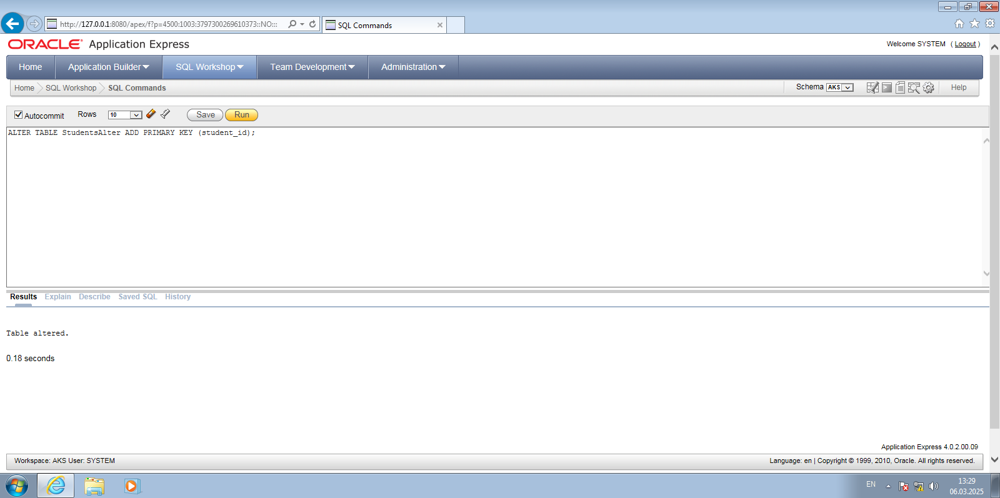 http://127.0.0.1:8080/apex/f?p=4500:1003:3797300269610373::NO:::
SQL Commands
ORACLE® Application Express
Welcome SYSTEM ( Logout )
Home Application Builder SQL Workshop Team Development Administration
Home SQL Workshop SQL Commands Schema AKS Help
Autocommit Rows 10 Save Run
ALTER TABLE StudentsAlter ADD PRIMARY KEY (student_id);
Results Explain Describe Saved SQL History
Table altered.
0.18 seconds
Application Express 4.0.2.00.09
Workspace: AKS User: SYSTEM Language: en | Copyright © 1999, 2010, Oracle. All rights reserved.
EN 13:29
06.03.2025